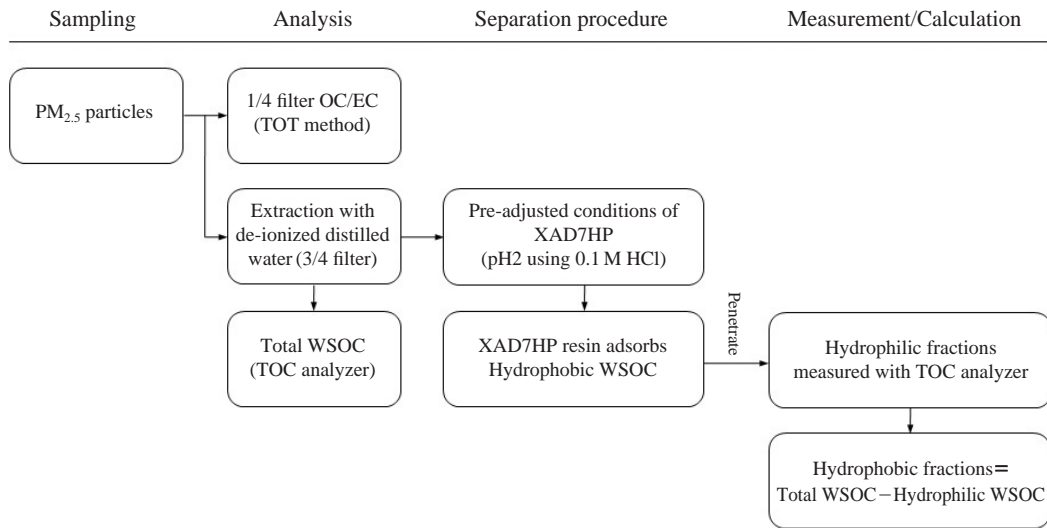 Sampling
Analysis
Separation procedure
Measurement/Calculation
PM2.5 particles
1/4 filter OC/EC
(TOT method)
Extraction with
de-ionized distilled
water (3/4 filter)
Pre-adjusted conditions of
XAD7HP
(pH2 using 0.1 M HCl)
Total WSOC
(TOC analyzer)
XAD7HP resin adsorbs
Hydrophobic WSOC
Penetrate
Hydrophilic fractions
measured with TOC analyzer
Hydrophobic fractions=
Total WSOC−Hydrophilic WSOC